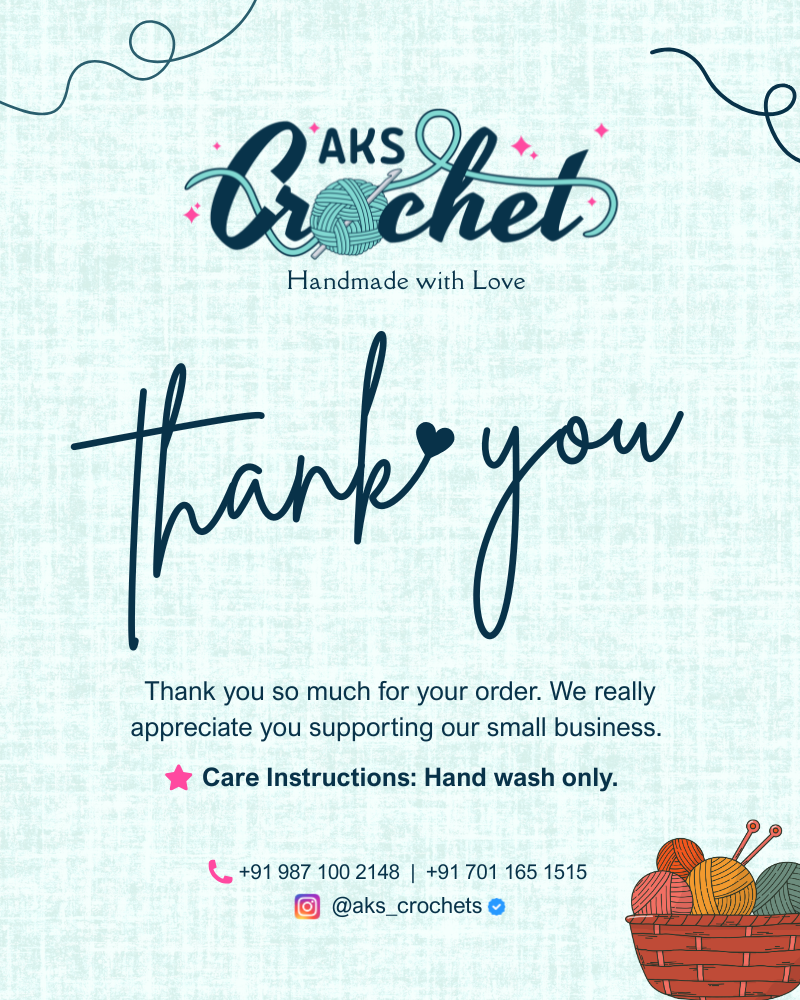 AKS
Crochet
Handmade with Love
thank you
Thank you so much for your order. We really
appreciate you supporting our small business.
Care Instructions: Hand wash only.
+91 987 100 2148 | +91 701 165 1515
@aks_crochets